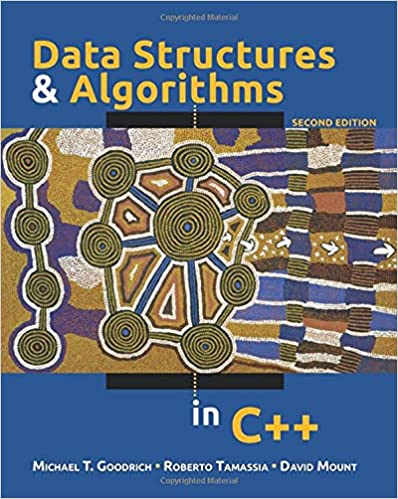 Data Structures
& Algorithms
SECOND EDITION
in C++
MICHAEL T. GOODRICH • ROBERTO TAMASSIA • DAVID MOUNT